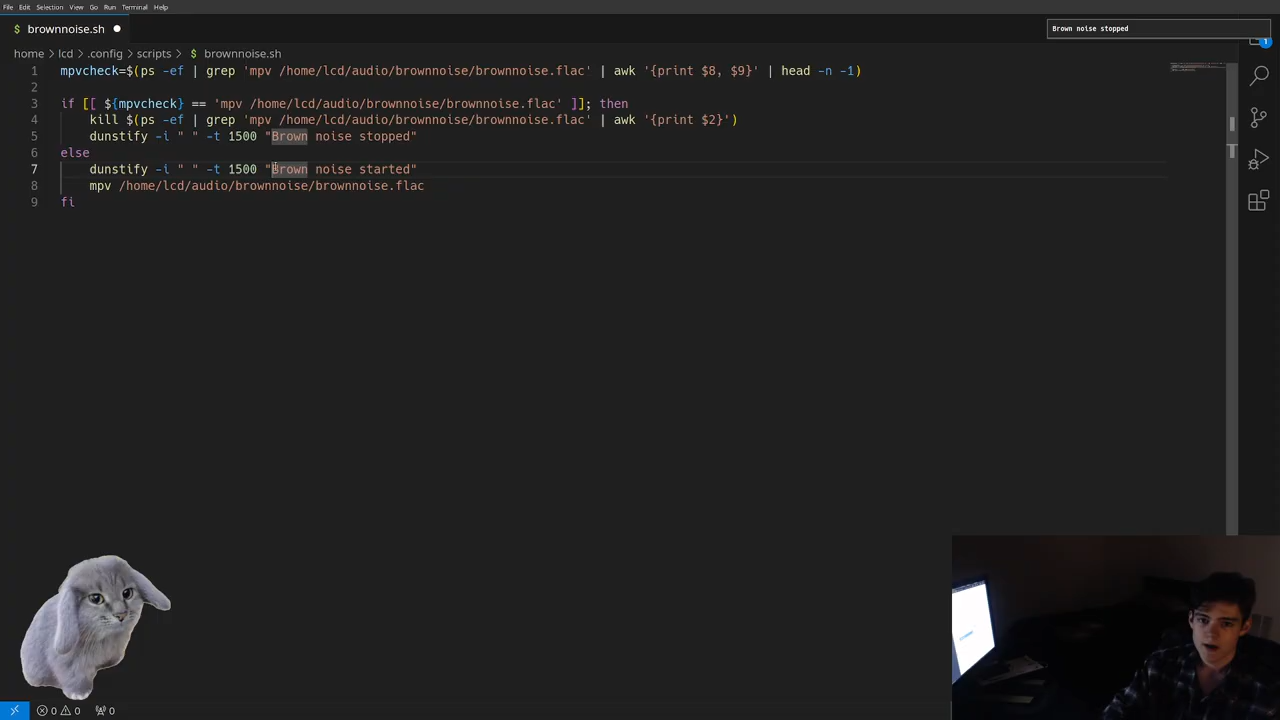 File Edit Selection View Go Run Terminal Help
brownnoise.sh
Brown noise stopped
1
home > lcd > .config > scripts > $ brownnoise.sh
1 mpvcheck=$(ps -ef | grep 'mpv /home/lcd/audio/brownnoise/brownnoise.flac' | awk '{print $8, $9}' | head -n -1)
2
3 if [[ ${mpvcheck} == 'mpv /home/lcd/audio/brownnoise/brownnoise.flac' ]]; then
4 kill $(ps -ef | grep 'mpv /home/lcd/audio/brownnoise/brownnoise.flac' | awk '{print $2}')
5 dunstify -i " " -t 1500 "Brown noise stopped"
6 else
7 dunstify -i " " -t 1500 "Brown noise started"
8 mpv /home/lcd/audio/brownnoise/brownnoise.flac
9 fi
0 0 0